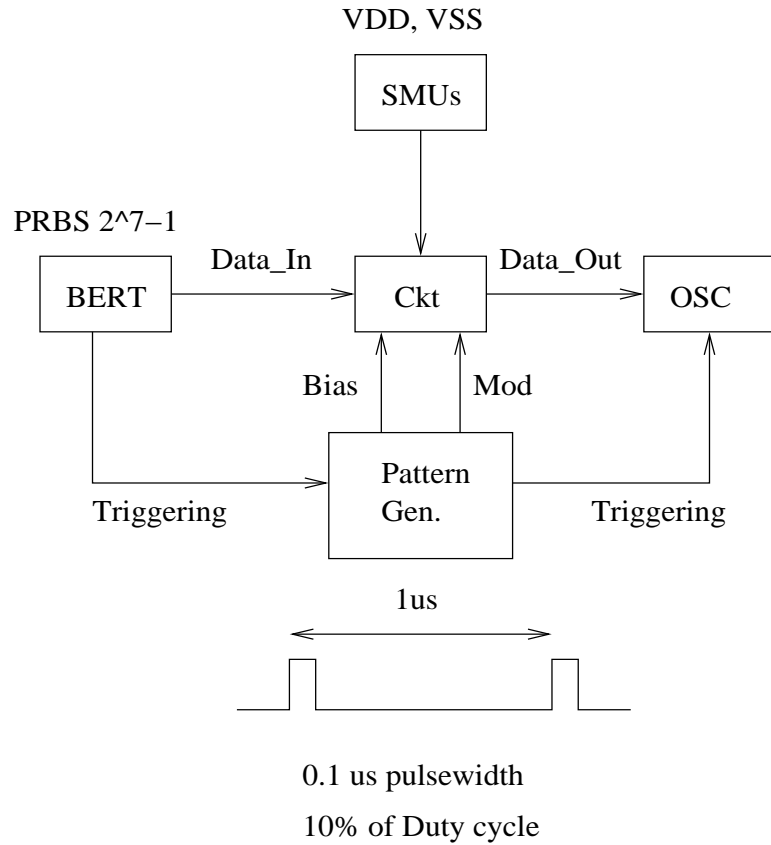 VDD, VSS
SMUs
PRBS 2^7−1
Data_In
Data_Out
BERT
Ckt
OSC
Bias
Mod
Pattern
Gen.
Triggering
Triggering
1us
0.1 us pulsewidth
10% of Duty cycle